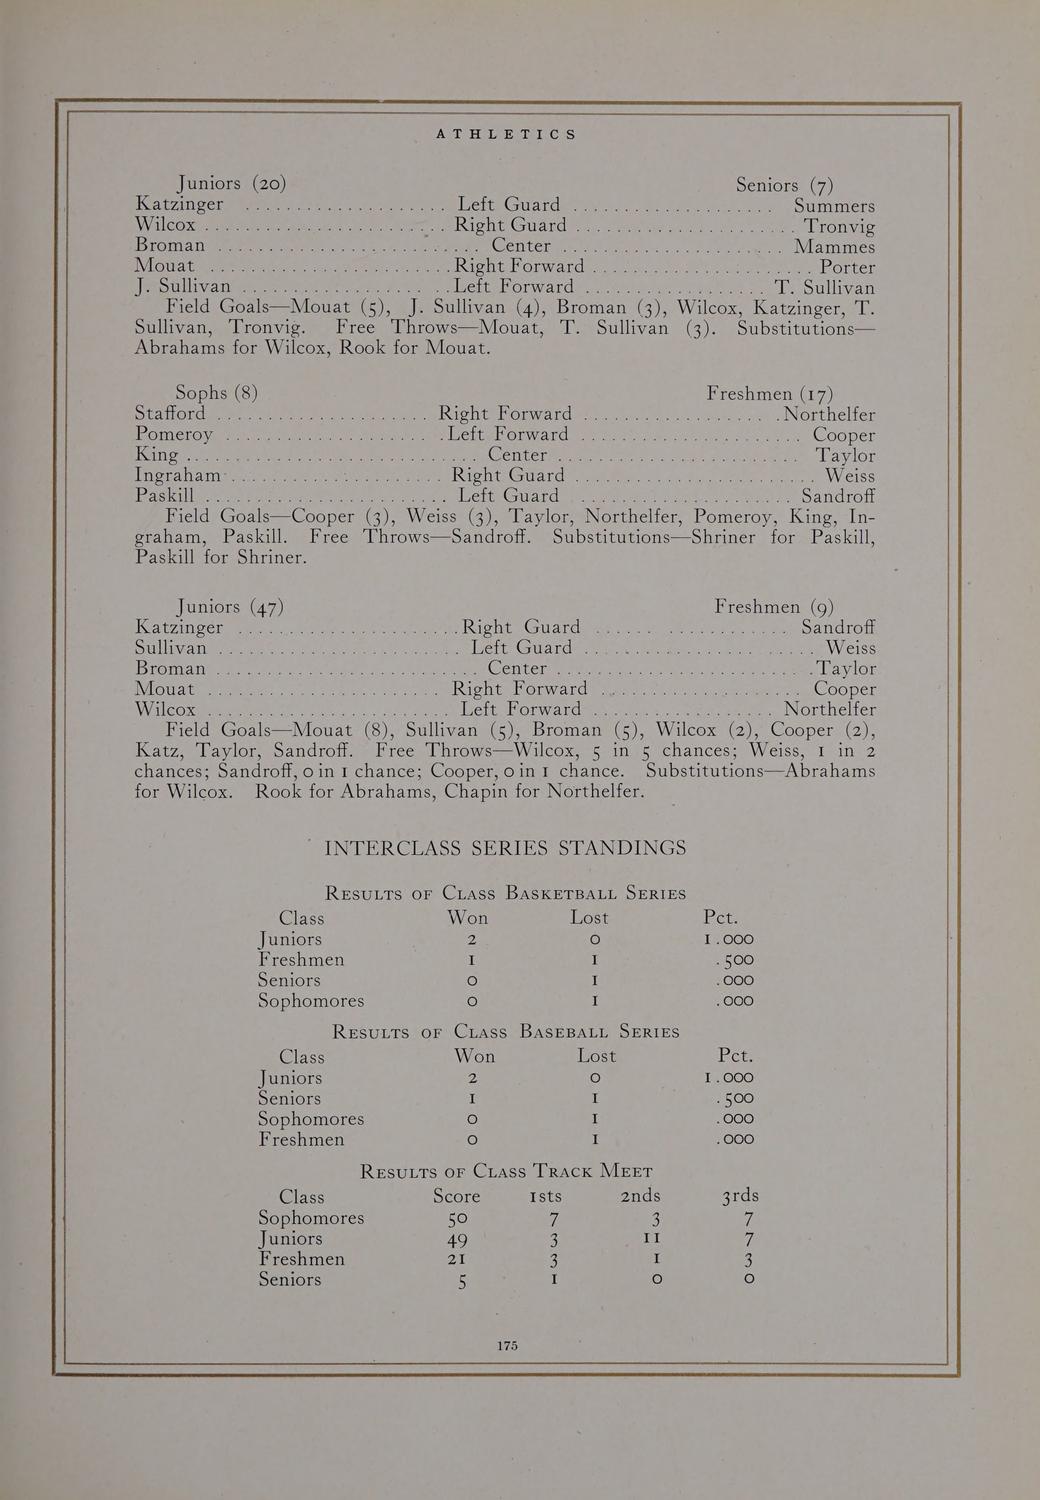 ATHLETICS
Juniors (20) Seniors (7)
Katzinger ..................... Left Guard ..................... Summers
Wilcox ..................... Right Guard ..................... Tronvig
Broman ..................... Center ..................... Mammes
Mouat ..................... Right Forward ..................... Porter
J. Sullivan ..................... Left Forward ..................... T. Sullivan
Field Goals—Mouat (5), J. Sullivan (4), Broman (3), Wilcox, Katzinger, T.
Sullivan, Tronvig. Free Throws—Mouat, T. Sullivan (3). Substitutions—
Abrahams for Wilcox, Rook for Mouat.
Sophs (8) Freshmen (17)
Stafford ..................... Right Forward ..................... Northelfer
Pomeroy ..................... Left Forward ..................... Cooper
King ..................... Center ..................... Taylor
Ingraham ..................... Right Guard ..................... Weiss
Paskill ..................... Left Guard ..................... Sandroff
Field Goals—Cooper (3), Weiss (3), Taylor, Northelfer, Pomeroy, King, In-
graham, Paskill. Free Throws—Sandroff. Substitutions—Shriner for Paskill,
Paskill for Shriner.
Juniors (47) Freshmen (9)
Katzinger ..................... Right Guard ..................... Sandroff
Sullivan ..................... Left Guard ..................... Weiss
Broman ..................... Center ..................... Taylor
Mouat ..................... Right Forward ..................... Cooper
Wilcox ..................... Left Forward ..................... Northelfer
Field Goals—Mouat (8), Sullivan (5), Broman (5), Wilcox (2), Cooper (2),
Katz, Taylor, Sandroff. Free Throws—Wilcox, 5 in 5 chances; Weiss, 1 in 2
chances; Sandroff, 0 in 1 chance; Cooper, 0 in 1 chance. Substitutions—Abrahams
for Wilcox. Rook for Abrahams, Chapin for Northelfer.
INTERCLASS SERIES STANDINGS
Results of Class Basketball Series
Class Won Lost Pct.
Juniors 2 0 1.000
Freshmen 1 1 .500
Seniors 0 1 .000
Sophomores 0 1 .000
Results of Class Baseball Series
Class Won Lost Pct.
Juniors 2 0 1.000
Seniors 1 1 .500
Sophomores 0 1 .000
Freshmen 0 1 .000
Results of Class Track Meet
Class Score 1sts 2nds 3rds
Sophomores 50 7 3 7
Juniors 49 3 11 7
Freshmen 21 3 1 3
Seniors 5 1 0 0
175